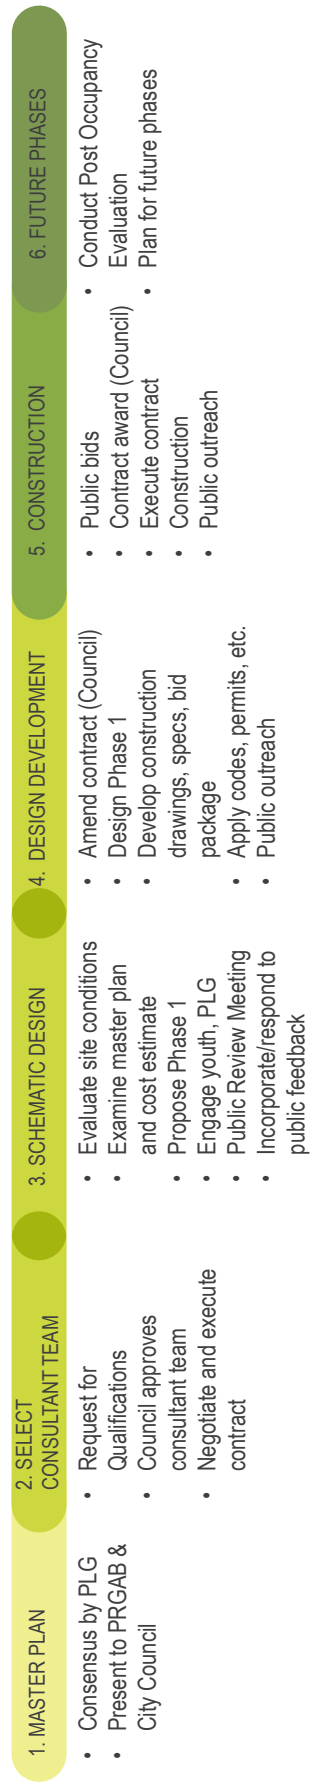 1. MASTER PLAN
• Consensus by PLG
• Present to PRGAB &
City Council
2. SELECT
CONSULTANT TEAM
• Request for
Qualifications
• Council approves
consultant team
• Negotiate and execute
contract
3. SCHEMATIC DESIGN
• Evaluate site conditions
• Examine master plan
and cost estimate
• Propose Phase 1
• Engage youth, PLG
• Public Review Meeting
• Incorporate/respond to
public feedback
4. DESIGN DEVELOPMENT
• Amend contract (Council)
• Design Phase 1
• Develop construction
drawings, specs, bid
package
• Apply codes, permits, etc.
• Public outreach
5. CONSTRUCTION
• Public bids
• Contract award (Council)
• Execute contract
• Construction
• Public outreach
6. FUTURE PHASES
• Conduct Post Occupancy
Evaluation
• Plan for future phases